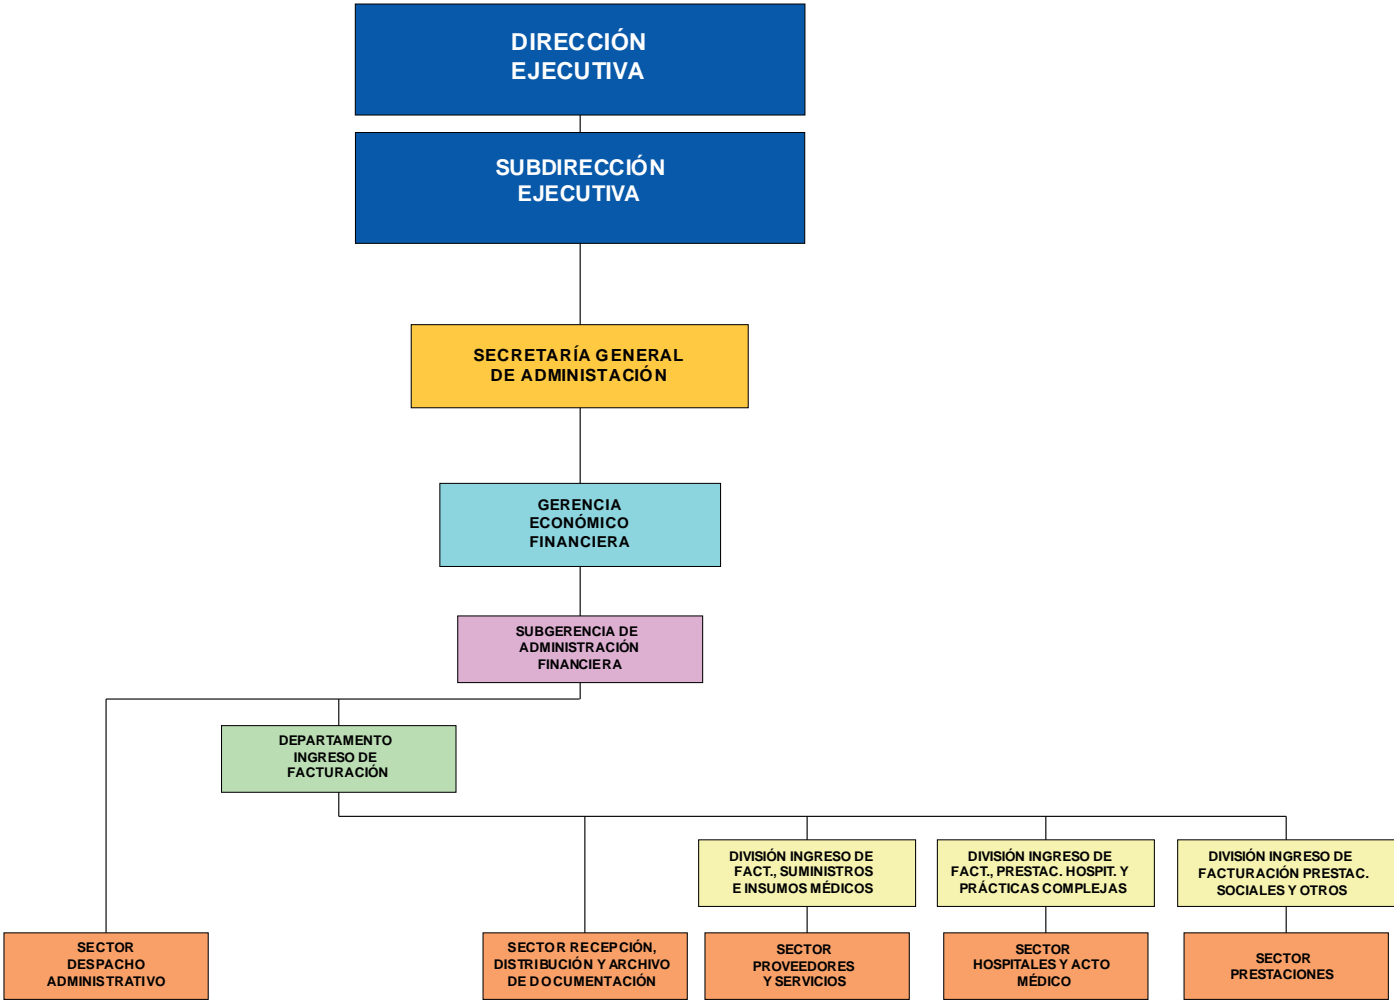 DIRECCIÓN
EJECUTIVA
SUBDIRECCIÓN
EJECUTIVA
SECRETARÍA GENERAL
DE ADMINISTACIÓN
GERENCIA
ECONÓMICO
FINANCIERA
SUBGERENCIA DE
ADMINISTRACIÓN
FINANCIERA
DEPARTAMENTO
INGRESO DE
FACTURACIÓN
DIVISIÓN INGRESO DE
FACT., SUMINISTROS
E INSUMOS MÉDICOS
DIVISIÓN INGRESO DE
FACT., PRESTAC. HOSPIT. Y
PRÁCTICAS COMPLEJAS
DIVISIÓN INGRESO DE
FACTURACIÓN PRESTAC.
SOCIALES Y OTROS
SECTOR
DESPACHO
ADMINISTRATIVO
SECTOR RECEPCIÓN,
DISTRIBUCIÓN Y ARCHIVO
DE DOCUMENTACIÓN
SECTOR
PROVEEDORES
Y SERVICIOS
SECTOR
HOSPITALES Y ACTO
MÉDICO
SECTOR
PRESTACIONES